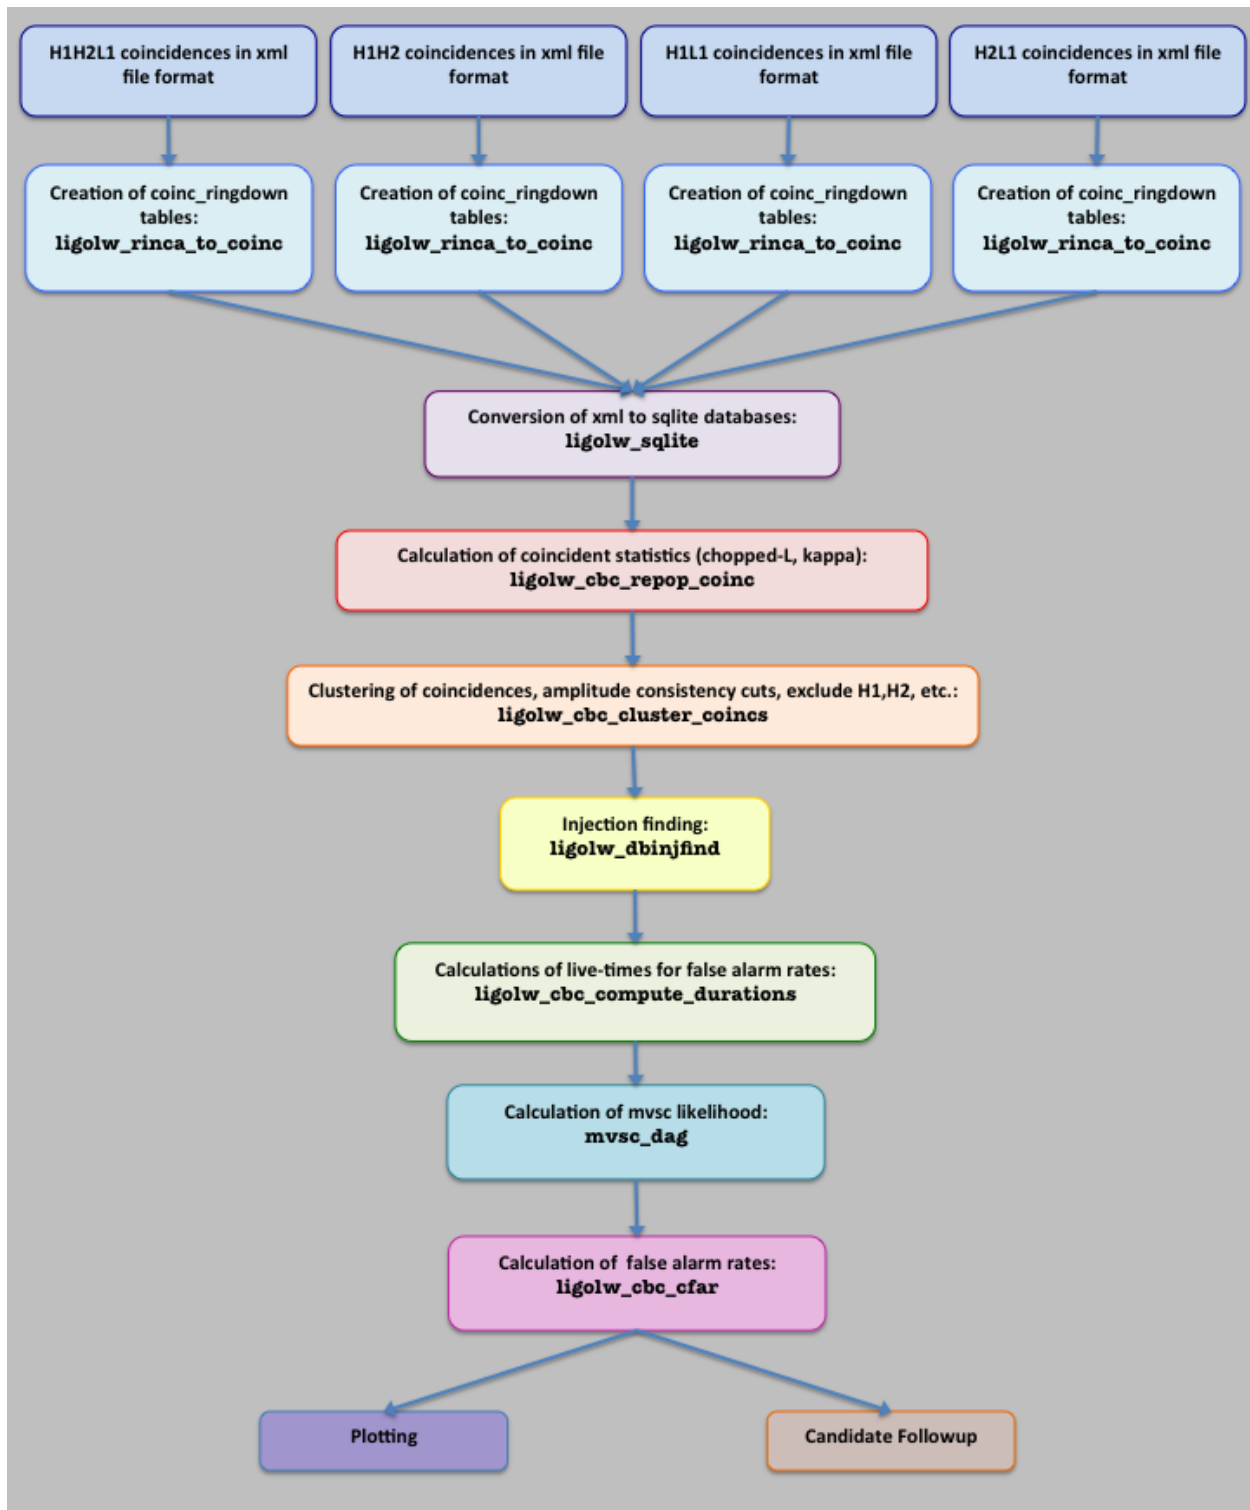 H1H2L1 coincidences in xml
file format
H1H2 coincidences in xml file
format
H1L1 coincidences in xml file
format
H2L1 coincidences in xml file
format
Creation of coinc_ringdown
tables:
ligolw_rinca_to_coinc
Creation of coinc_ringdown
tables:
ligolw_rinca_to_coinc
Creation of coinc_ringdown
tables:
ligolw_rinca_to_coinc
Creation of coinc_ringdown
tables:
ligolw_rinca_to_coinc
Conversion of xml to sqlite databases:
ligolw_sqlite
Calculation of coincident statistics (chopped-L, kappa):
ligolw_cbc_repop_coinc
Clustering of coincidences, amplitude consistency cuts, exclude H1,H2, etc.:
ligolw_cbc_cluster_coincs
Injection finding:
ligolw_dbinjfind
Calculations of live-times for false alarm rates:
ligolw_cbc_compute_durations
Calculation of mvsc likelihood:
mvsc_dag
Calculation of false alarm rates:
ligolw_cbc_cfar
Plotting
Candidate Followup